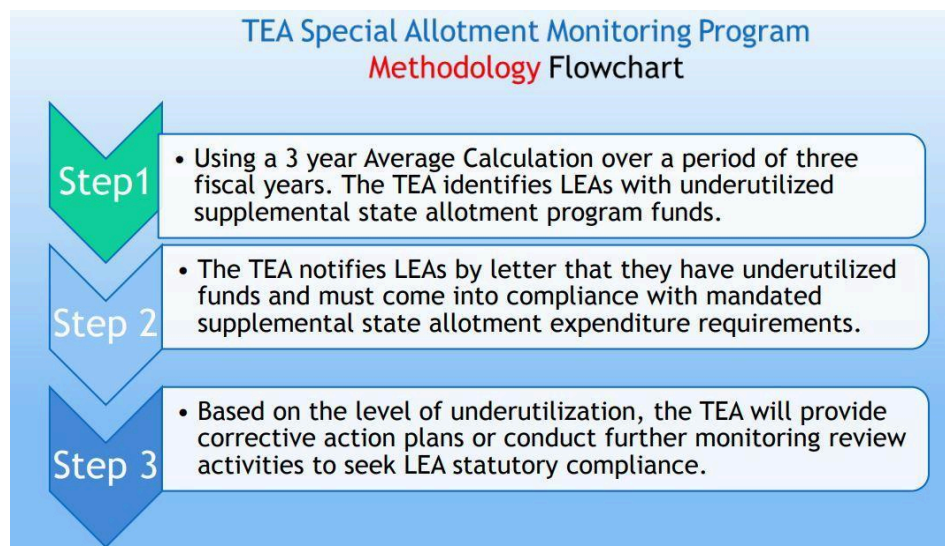 TEA Special Allotment Monitoring Program
Methodology Flowchart
Step1
• Using a 3 year Average Calculation over a period of three
fiscal years. The TEA identifies LEAs with underutilized
supplemental state allotment program funds.
Step 2
• The TEA notifies LEAs by letter that they have underutilized
funds and must come into compliance with mandated
supplemental state allotment expenditure requirements.
Step 3
• Based on the level of underutilization, the TEA will provide
corrective action plans or conduct further monitoring review
activities to seek LEA statutory compliance.